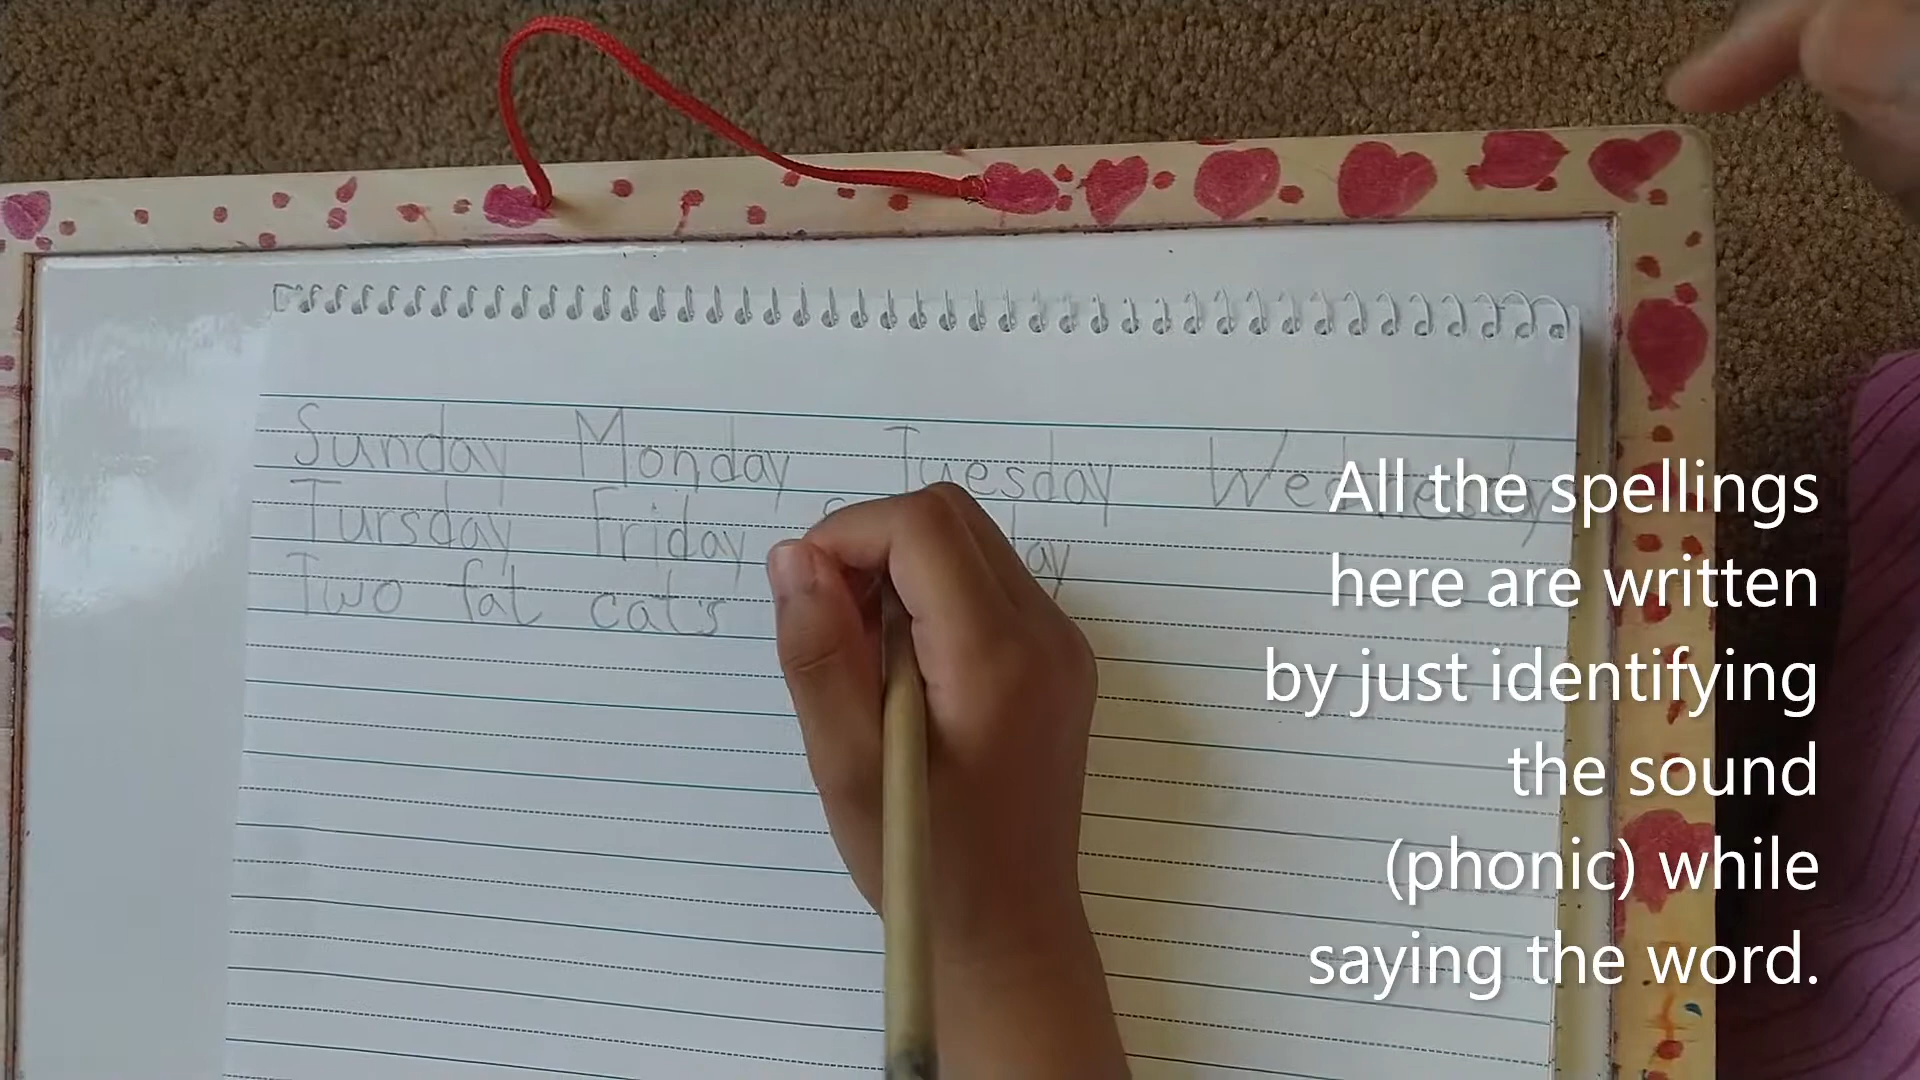 Sunday Monday Tuesday
Tursday Friday
Two fat cats
All the spellings
here are written
by just identifying
the sound
(phonic) while
saying the word.